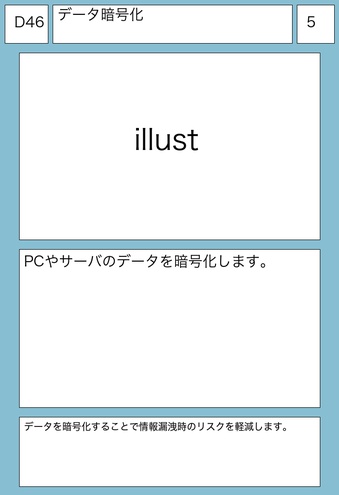 D46
データ暗号化
5
illust
PCやサーバのデータを暗号化します。
データを暗号化することで情報漏洩時のリスクを軽減します。